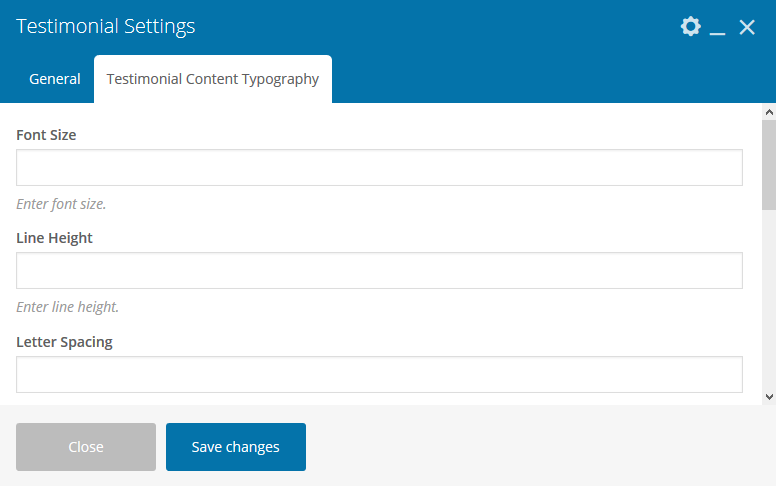 Testimonial Settings
General
Testimonial Content Typography
Font Size
Enter font size.
Line Height
Enter line height.
Letter Spacing
Close
Save changes